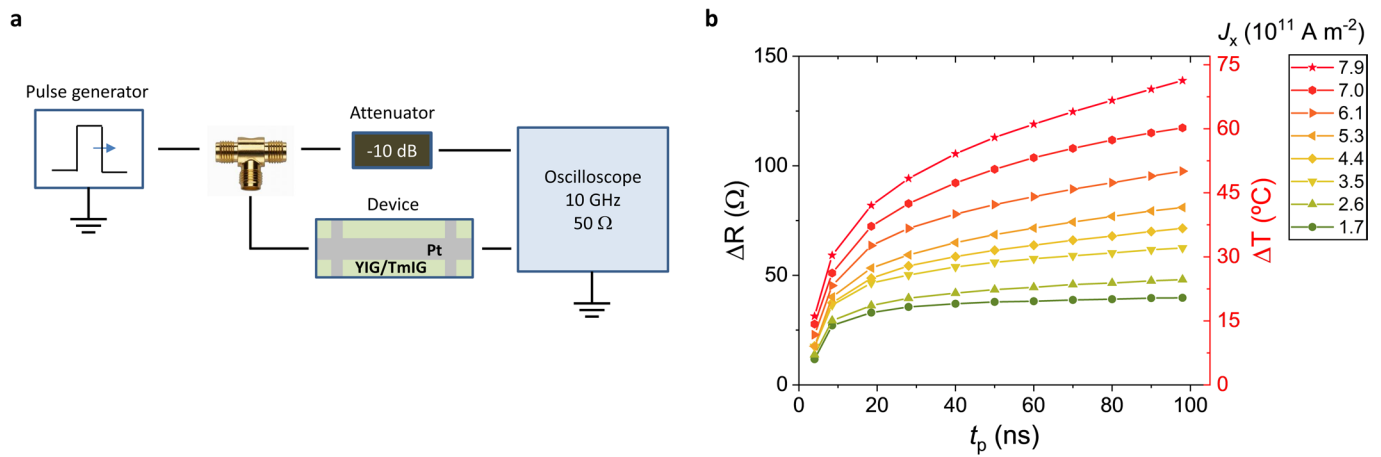 a
Pulse generator
Attenuator
-10 dB
Oscilloscope
10 GHz
50 Ω
Device
Pt
YIG/TmIG
b
Jx (10^11 A m^-2)
7.9
7.0
6.1
5.3
4.4
3.5
2.6
1.7
ΔR (Ω)
150
100
50
0
ΔT (ºC)
75
60
45
30
15
0
0 20 40 60 80 100
tp (ns)